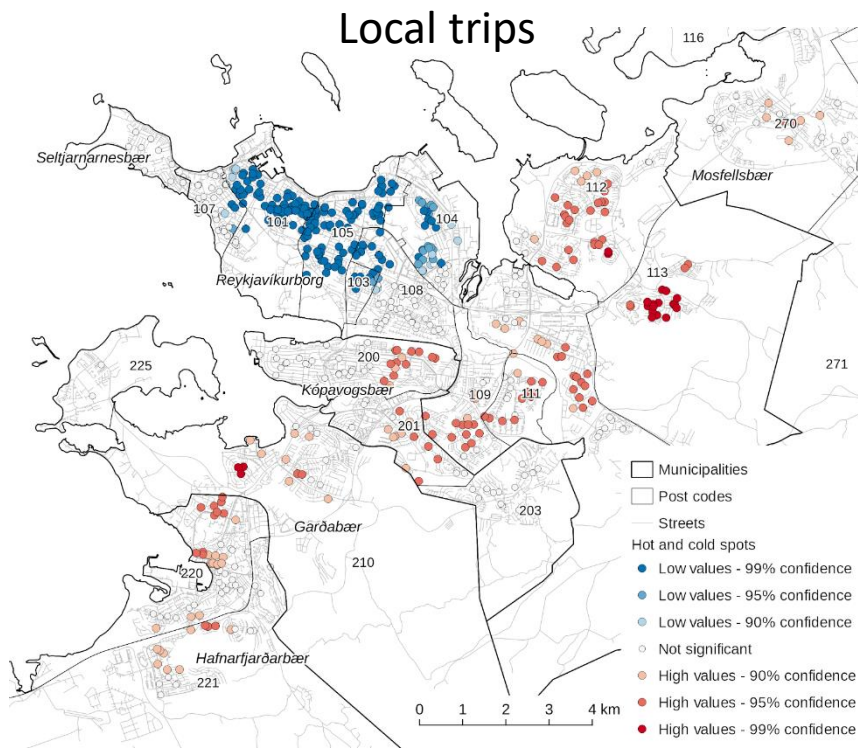 Local trips
116
270
Seltjarnarnesbær
Mosfellsbær
112
107
104
101
105
113
Reykjavíkurborg
103
108
225
200
271
Kópavogsbær
109
111
201
Municipalities
Post codes
203
Streets
Garðabær
210
Hot and cold spots
Low values - 99% confidence
220
Low values - 95% confidence
Low values - 90% confidence
Not significant
Hafnarfjarðarbær
High values - 90% confidence
221
High values - 95% confidence
0 1 2 3 4 km
High values - 99% confidence